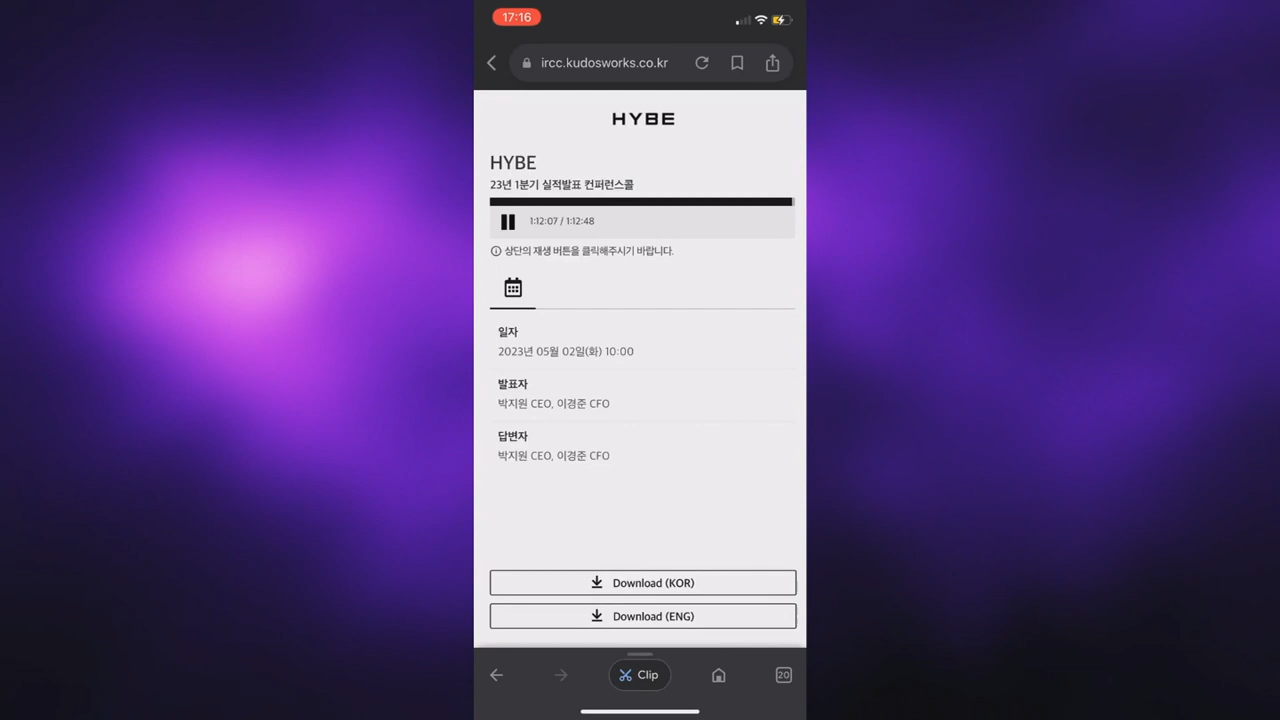 17:16
ircc.kudosworks.co.kr
HYBE
HYBE
23년 1분기 실적발표 컨퍼런스콜
1:12:07 / 1:12:48
상단의 재생 버튼을 클릭해주시기 바랍니다.
일자
2023년 05월 02일(화) 10:00
발표자
박지원 CEO, 이경준 CFO
답변자
박지원 CEO, 이경준 CFO
Download (KOR)
Download (ENG)
Clip
20